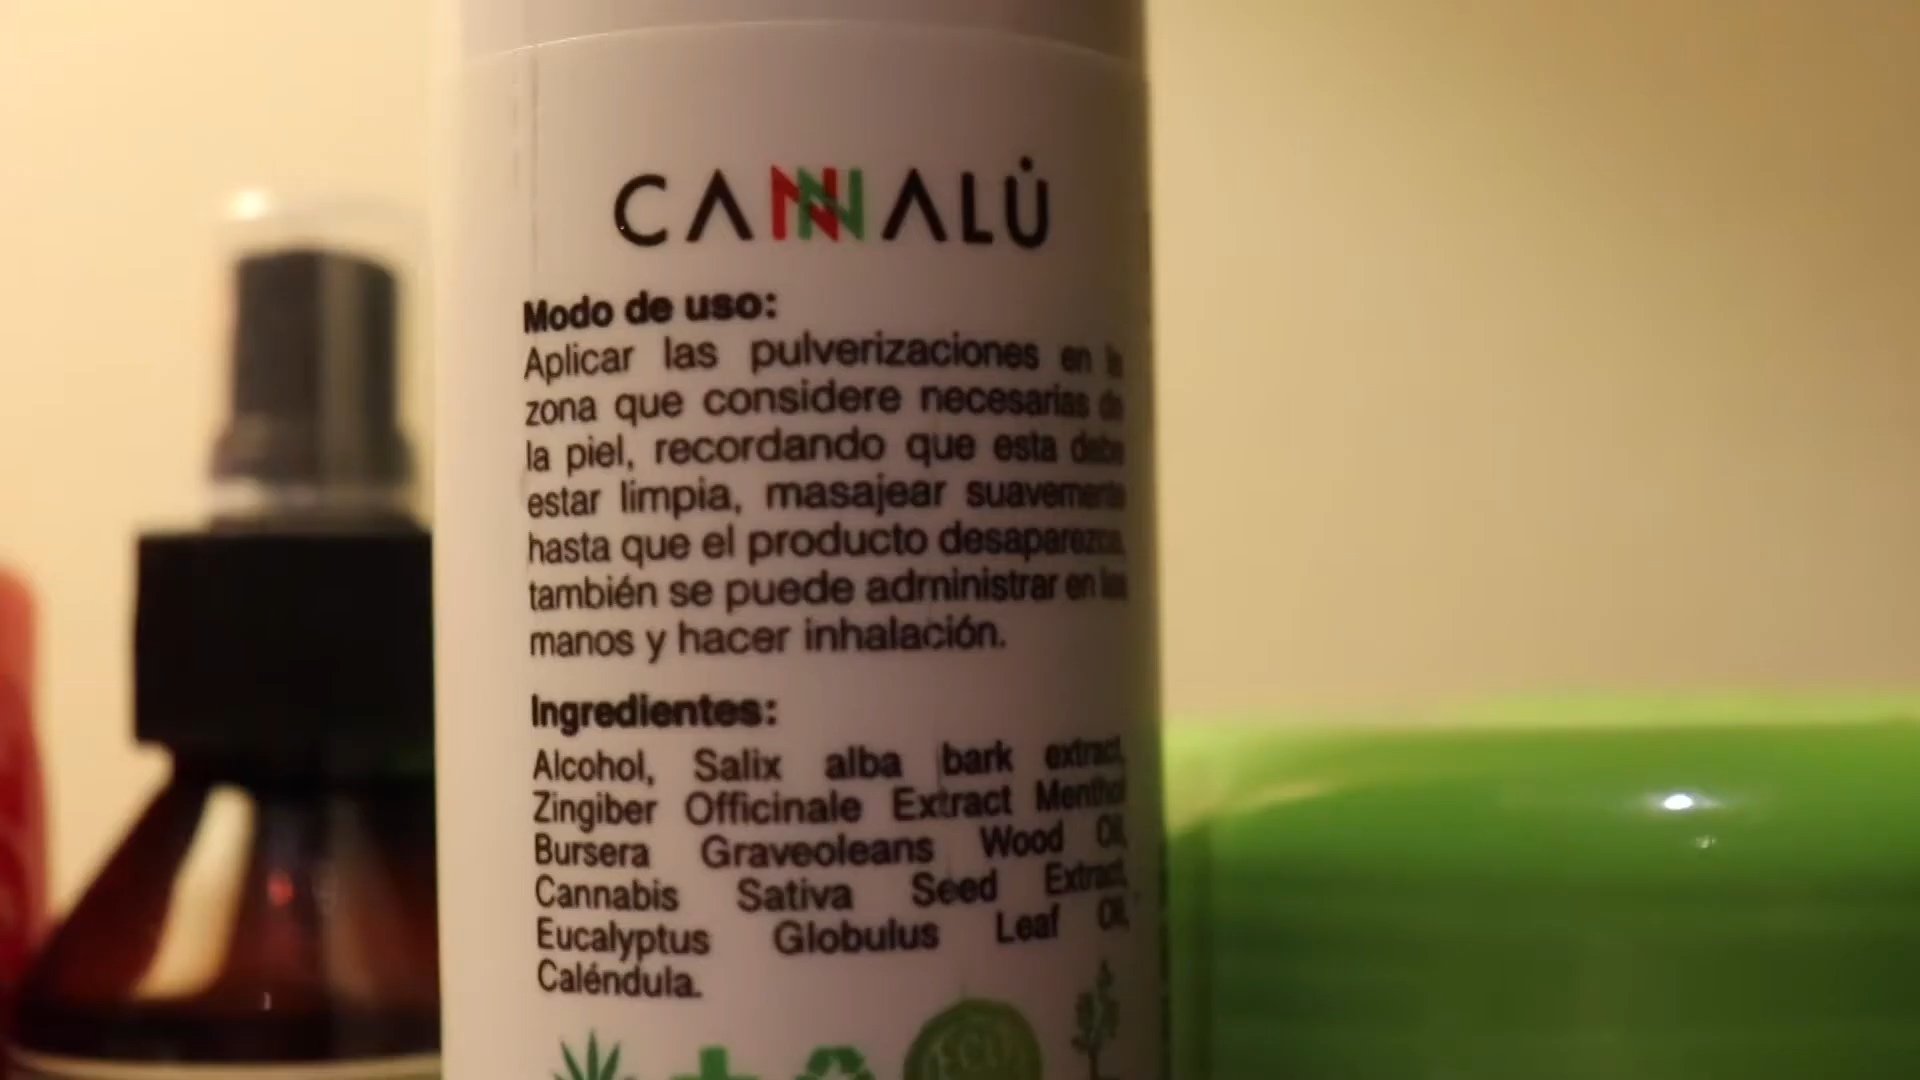 CANNALÙ
Modo de uso:
Aplicar las pulverizaciones en la
zona que considere necesarias de
la piel, recordando que esta debe
estar limpia, masajear suavemente
hasta que el producto desaparezca,
también se puede administrar en las
manos y hacer inhalación.
Ingredientes:
Alcohol, Salix alba bark extract,
Zingiber Officinale Extract Menthol
Bursera Graveoleans Wood Oil,
Cannabis Sativa Seed Extract,
Eucalyptus Globulus Leaf Oil,
Caléndula.
ECO